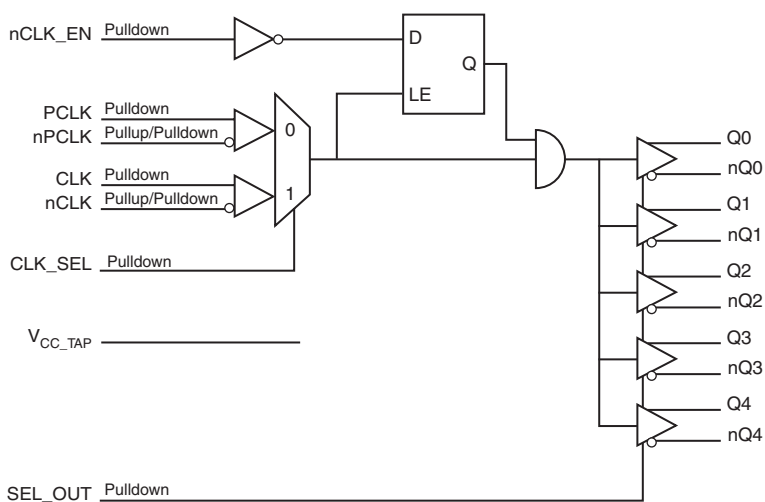 nCLK_EN Pulldown
D
Q
LE
PCLK Pulldown
nPCLK Pullup/Pulldown
0
CLK Pulldown
nCLK Pullup/Pulldown
1
CLK_SEL Pulldown
VCC_TAP
Q0
nQ0
Q1
nQ1
Q2
nQ2
Q3
nQ3
Q4
nQ4
SEL_OUT Pulldown